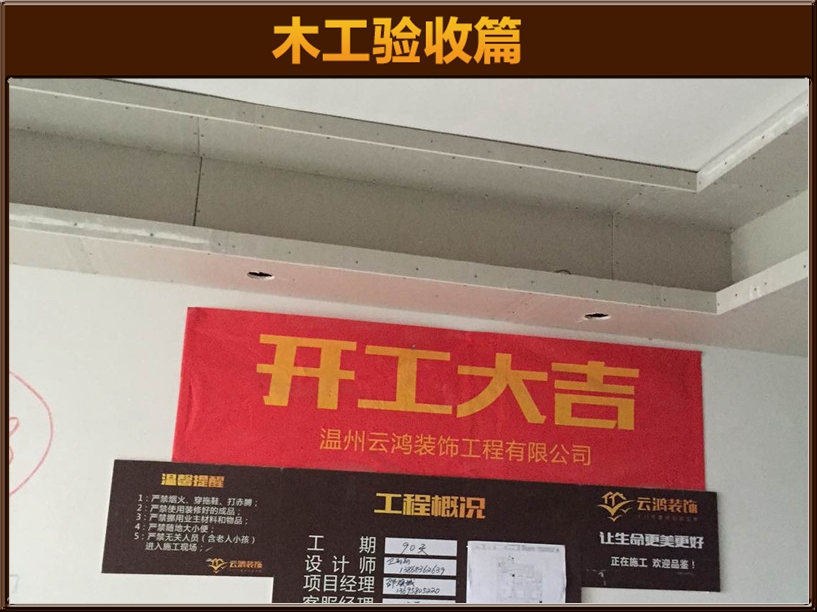 木工验收篇
开工大吉
温州云鸿装饰工程有限公司
温馨提醒
1：严禁烟火、穿拖鞋、打赤膊；
2：严禁使用装修好的成品；
3：严禁挪用业主材料和物品；
4：严禁随地大小便；
5：严禁无关人员（含老人小孩）
进入施工现场；
云鸿装饰
工程概况
工期 90天
设计师
项目经理
客服经理
云鸿装饰
让生命更美更好
正在施工 欢迎品鉴！